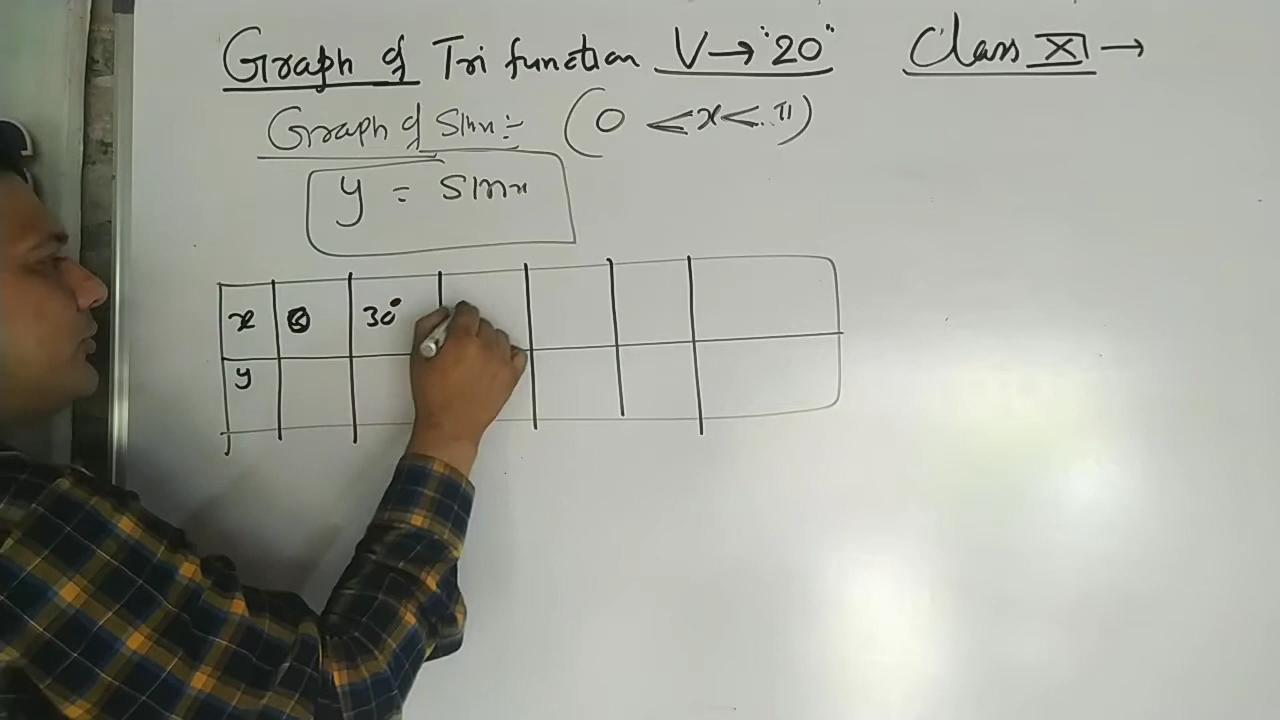 Graph of Tri function V → "20" Class XI →
Graph of Sinx :- (0 < x < π)
y = sinx
x 0 30°
y